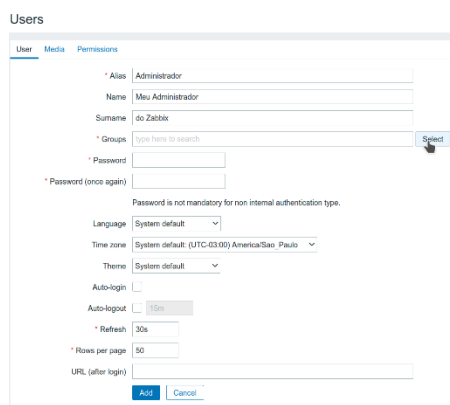 Users
User Media Permissions
* Alias Administrador
Name Meu Administrador
Surname do Zabbix
* Groups type here to search Select
* Password
* Password (once again)
Password is not mandatory for non internal authentication type.
Language System default
Time zone System default: (UTC-03:00) America/Sao_Paulo
Theme System default
Auto-login
Auto-logout 15m
* Refresh 30s
* Rows per page 50
URL (after login)
Add Cancel